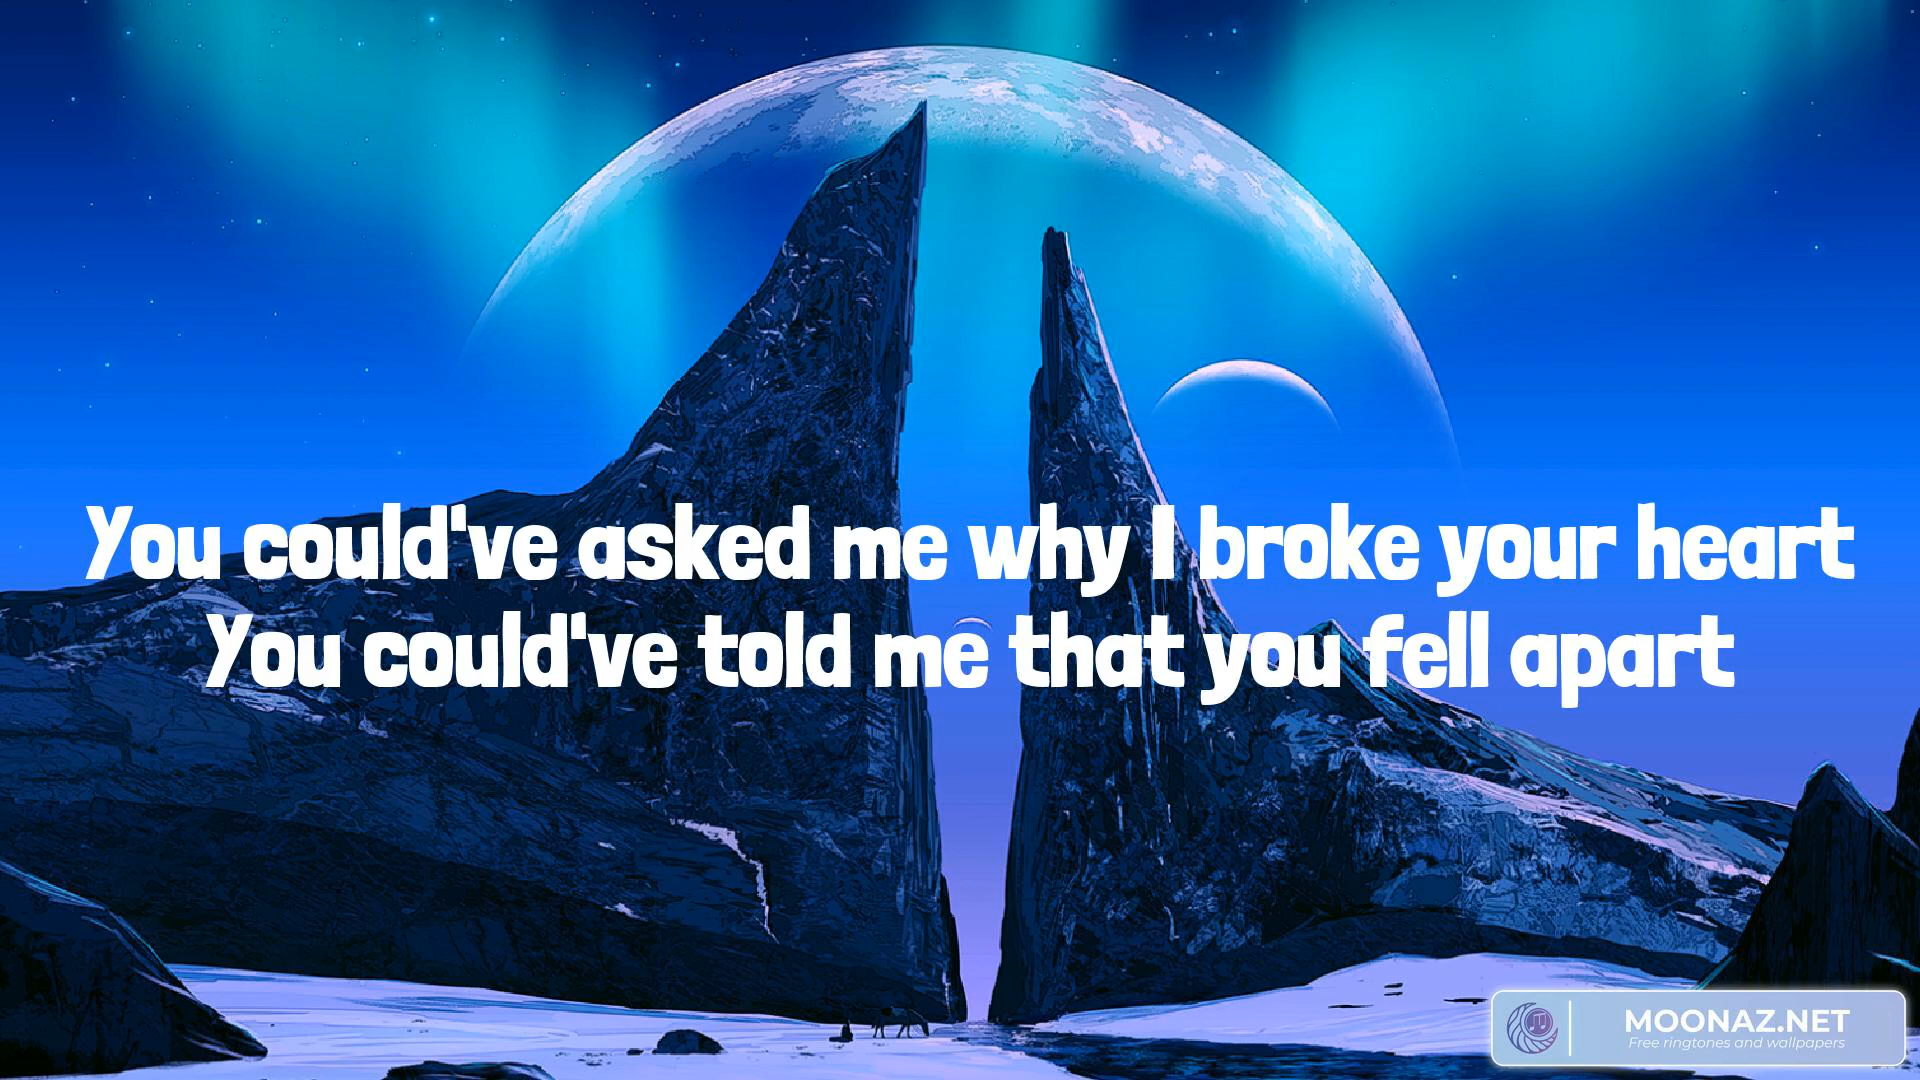 You could've asked me why I broke your heart
You could've told me that you fell apart
MOONAZ.NET
Free ringtones and wallpapers